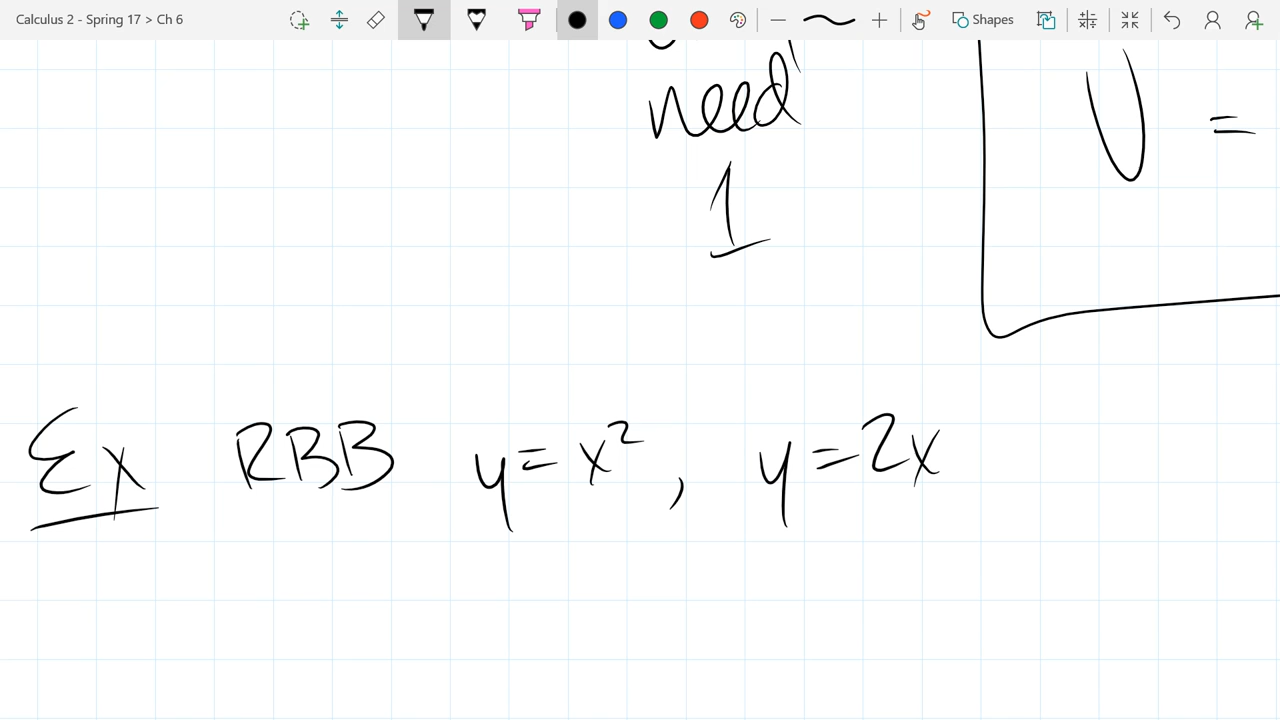 Calculus 2 - Spring 17 > Ch 6
Shapes
need
1
V =
Ex RBB y = x², y = 2x